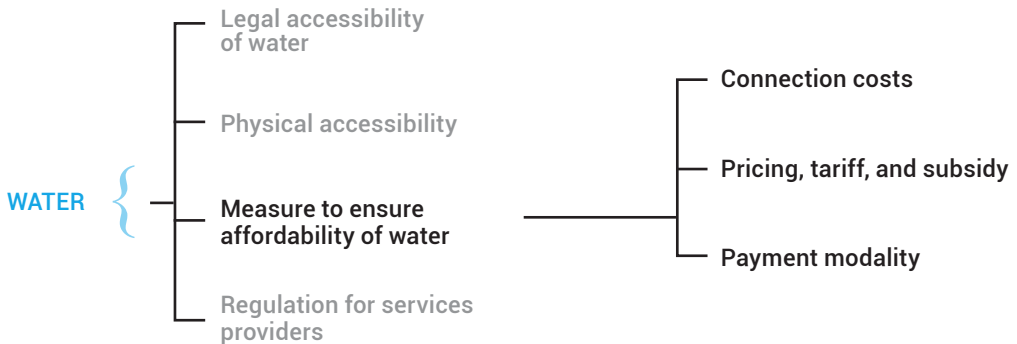 WATER
Legal accessibility
of water
Physical accessibility
Measure to ensure
affordability of water
Regulation for services
providers
Connection costs
Pricing, tariff, and subsidy
Payment modality